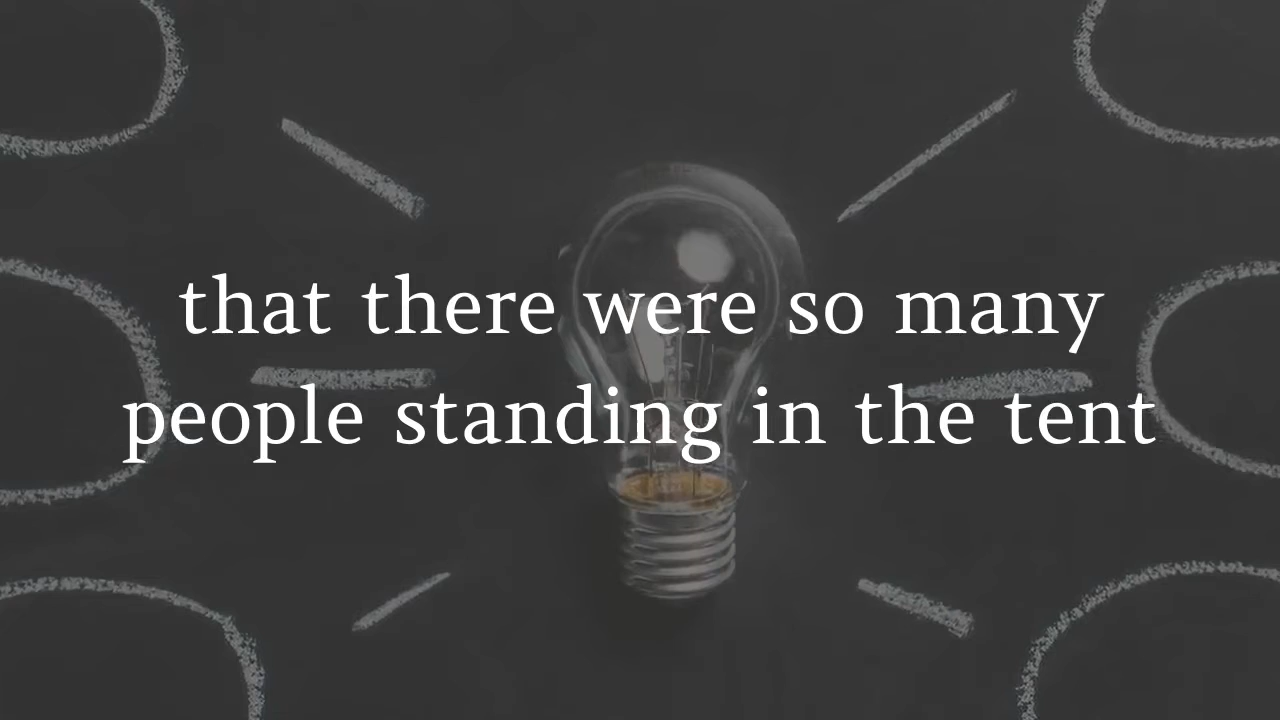 that there were so many
people standing in the tent